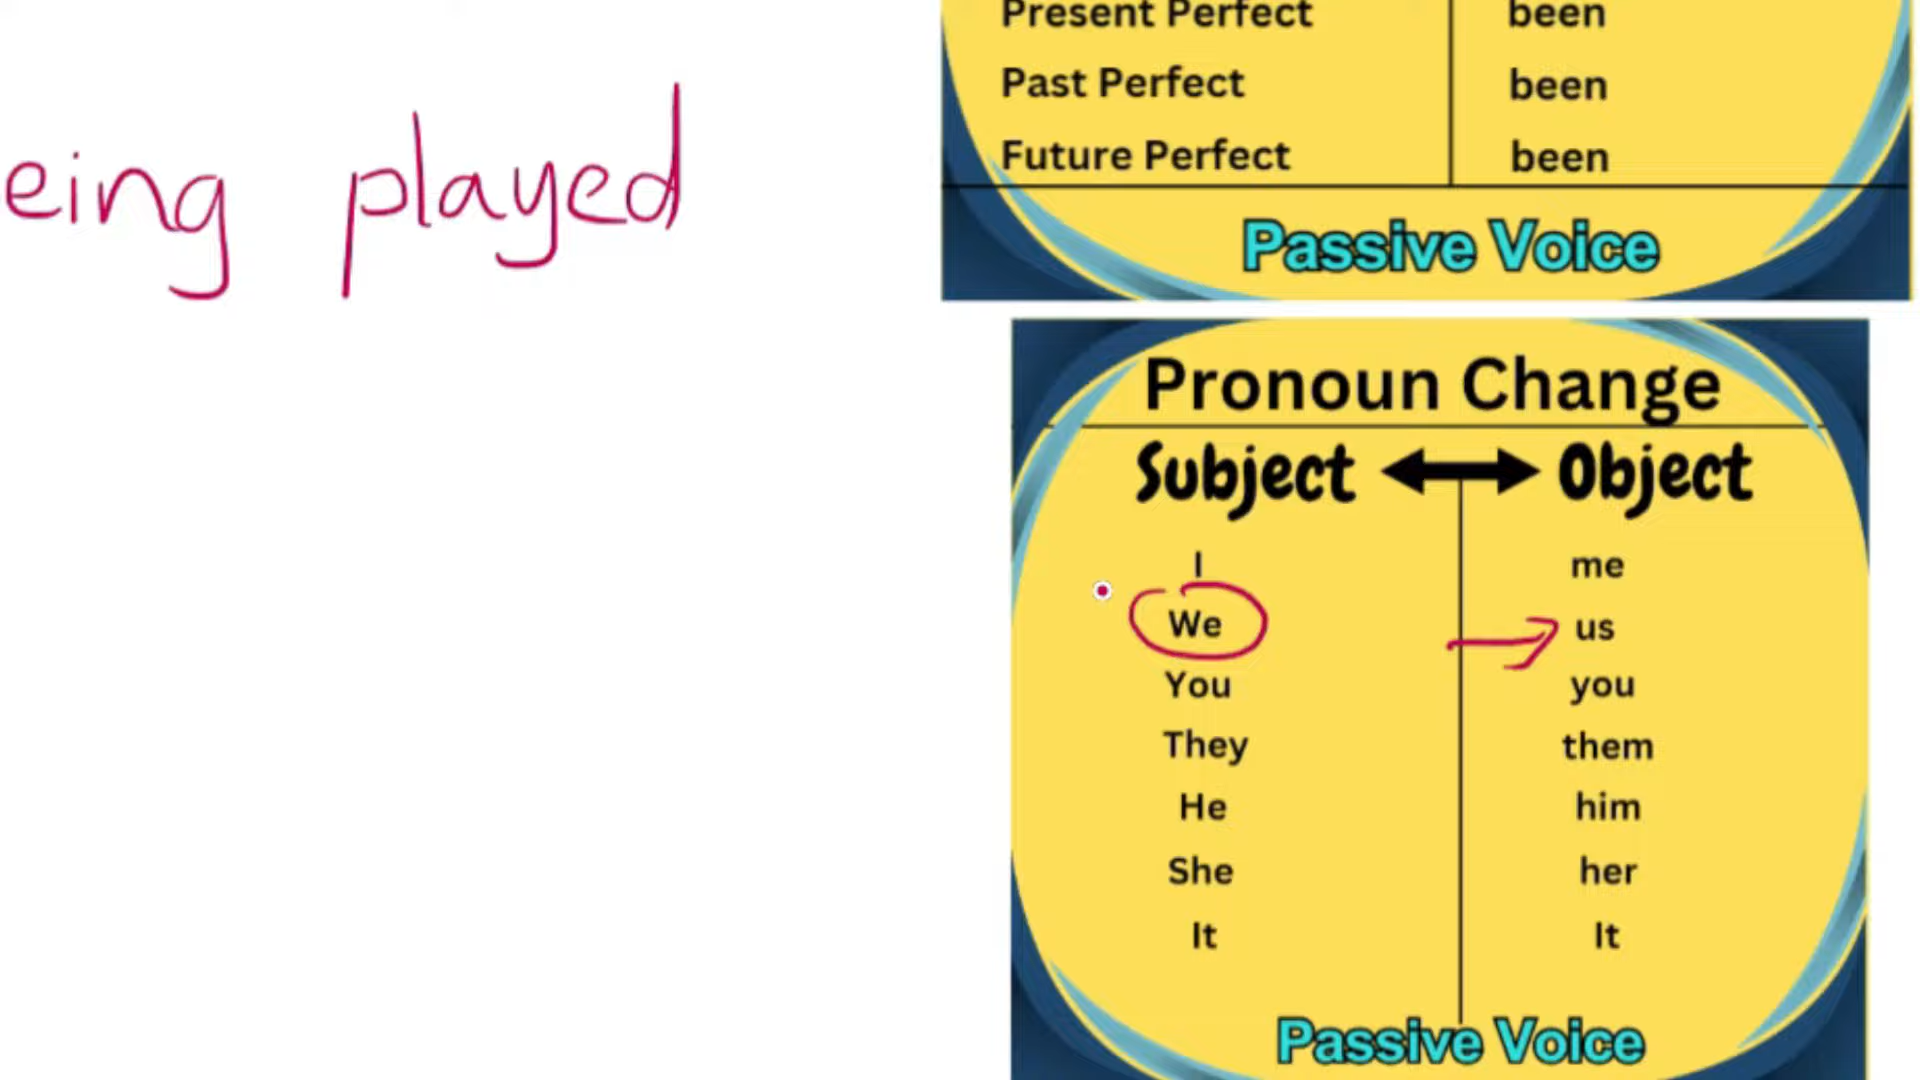 Present Perfect been
Past Perfect been
Future Perfect been
Passive Voice
eing played
Pronoun Change
Subject Object
I me
We us
You you
They them
He him
She her
It It
Passive Voice